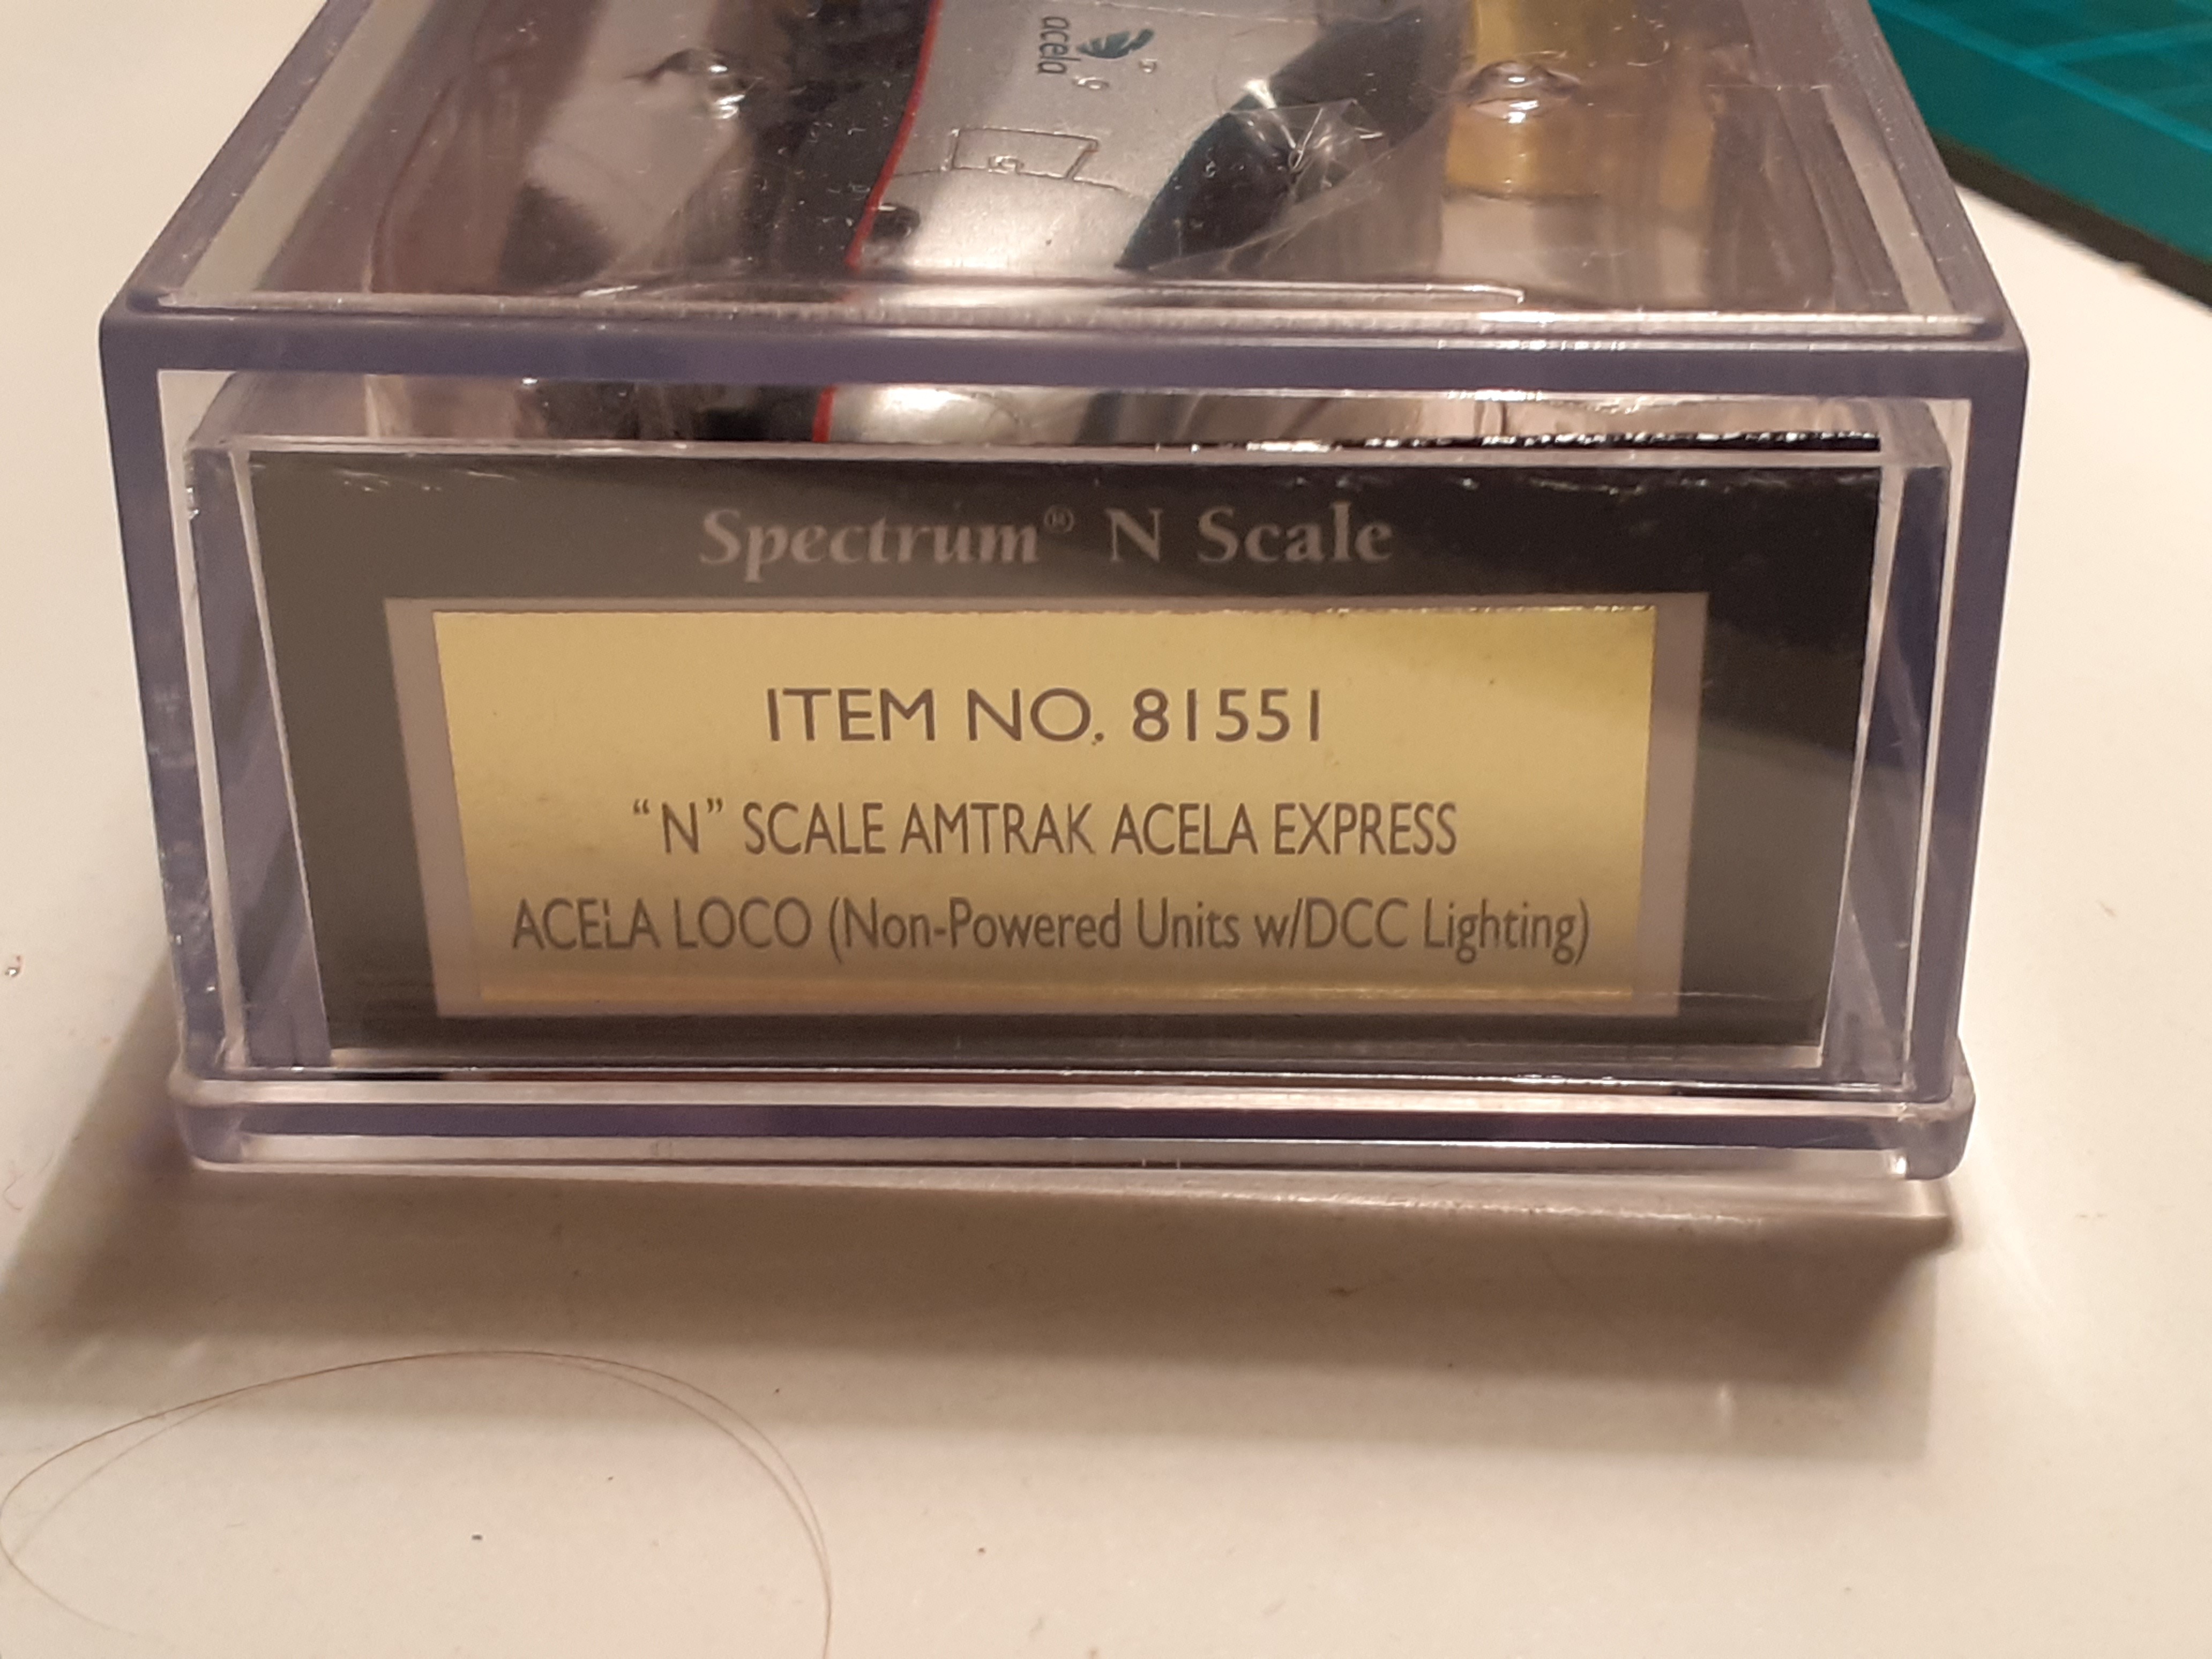 acela
Spectrum® N Scale
ITEM NO. 81551
“N” SCALE AMTRAK ACELA EXPRESS
ACELA LOCO (Non-Powered Units w/DCC Lighting)